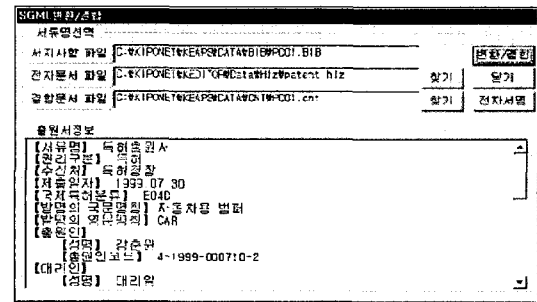 SGML변환/결합
서류명선택
서지사항 파일 C:₩KIPONET₩KEAPS₩DATA₩BIB₩PC01.BIB 변환/결합
전자문서 파일 C:₩KIPONET₩KEDITOR₩Data₩Hlz₩patent.hlz 찾기 닫기
결합문서 파일 C:₩KIPONET₩KEAPS₩DATA₩CNT₩PC01.cnt 찾기 전자서명
출원서정보
【서류명】 특허출원서
【권리구분】 특허
【수신처】 특허청장
【제출일자】 1999.07.30
【국제특허분류】 E04C
【발명의 국문명칭】 자동차용 범퍼
【발명의 영문명칭】 CAR
【출원인】
【성명】 강춘원
【출원인코드】 4-1999-000710-2
【대리인】
【성명】 대리일